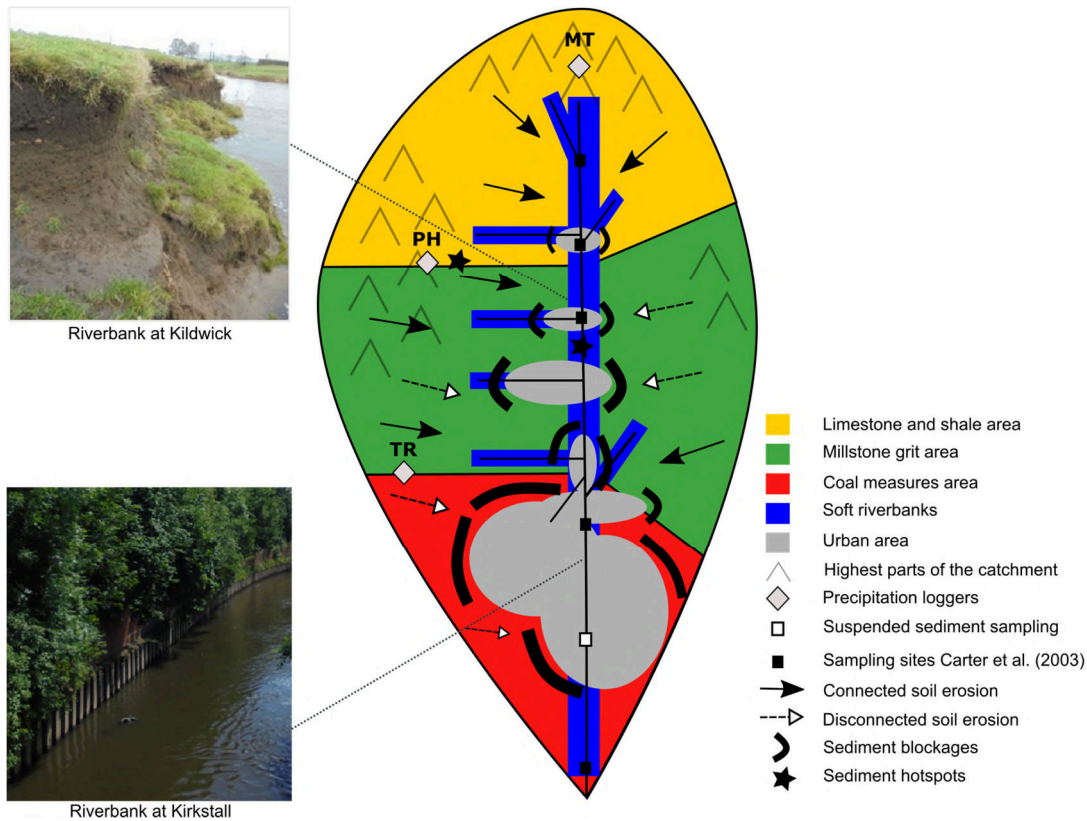 MT
PH
Riverbank at Kildwick
TR
Limestone and shale area
Millstone grit area
Coal measures area
Soft riverbanks
Urban area
Highest parts of the catchment
Precipitation loggers
Suspended sediment sampling
Sampling sites Carter et al. (2003)
Connected soil erosion
Disconnected soil erosion
Sediment blockages
Sediment hotspots
Riverbank at Kirkstall